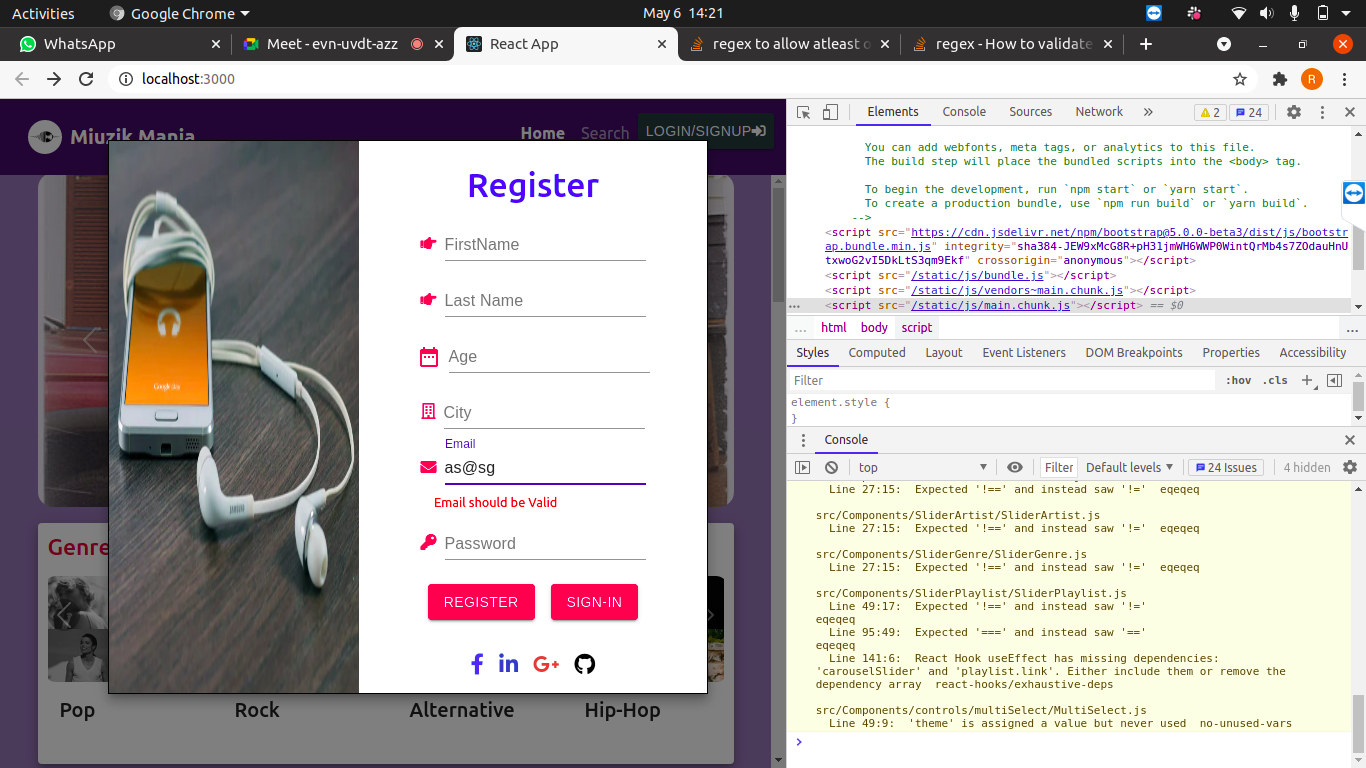 Activities
Google Chrome
May 6 14:21
WhatsApp
Meet - evn-uvdt-azz
React App
regex to allow atleast o
regex - How to validate
localhost:3000
R
Miuzik Mania
Home
Search
LOGIN/SIGNUP
Register
FirstName
Last Name
Age
City
Email
as@sg
Email should be Valid
Password
REGISTER
SIGN-IN
Genre
Pop
Rock
Alternative
Hip-Hop
Elements
Console
Sources
Network
2
24
You can add webfonts, meta tags, or analytics to this file.
The build step will place the bundled scripts into the <body> tag.
To begin the development, run `npm start` or `yarn start`.
To create a production bundle, use `npm run build` or `yarn build`.
-->
<script src="https://cdn.jsdelivr.net/npm/bootstrap@5.0.0-beta3/dist/js/bootstr
ap.bundle.min.js" integrity="sha384-JEW9xMcG8R+pH31jmWH6WWP0WintQrMb4s7ZOdauHnU
txwoG2vI5DkLtS3qm9Ekf" crossorigin="anonymous"></script>
<script src="/static/js/bundle.js"></script>
<script src="/static/js/vendors~main.chunk.js"></script>
<script src="/static/js/main.chunk.js"></script> == $0
... html body script ...
Styles
Computed
Layout
Event Listeners
DOM Breakpoints
Properties
Accessibility
Filter
:hov .cls
element.style {
}
Console
top
Filter
Default levels
24 Issues
4 hidden
Line 27:15: Expected '!==' and instead saw '!=' eqeqeq
src/Components/SliderArtist/SliderArtist.js
Line 27:15: Expected '!==' and instead saw '!=' eqeqeq
src/Components/SliderGenre/SliderGenre.js
Line 27:15: Expected '!==' and instead saw '!=' eqeqeq
src/Components/SliderPlaylist/SliderPlaylist.js
Line 49:17: Expected '!==' and instead saw '!='
eqeqeq
Line 95:49: Expected '===' and instead saw '=='
eqeqeq
Line 141:6: React Hook useEffect has missing dependencies:
'carouselSlider' and 'playlist.link'. Either include them or remove the
dependency array react-hooks/exhaustive-deps
src/Components/controls/multiSelect/MultiSelect.js
Line 49:9: 'theme' is assigned a value but never used no-unused-vars